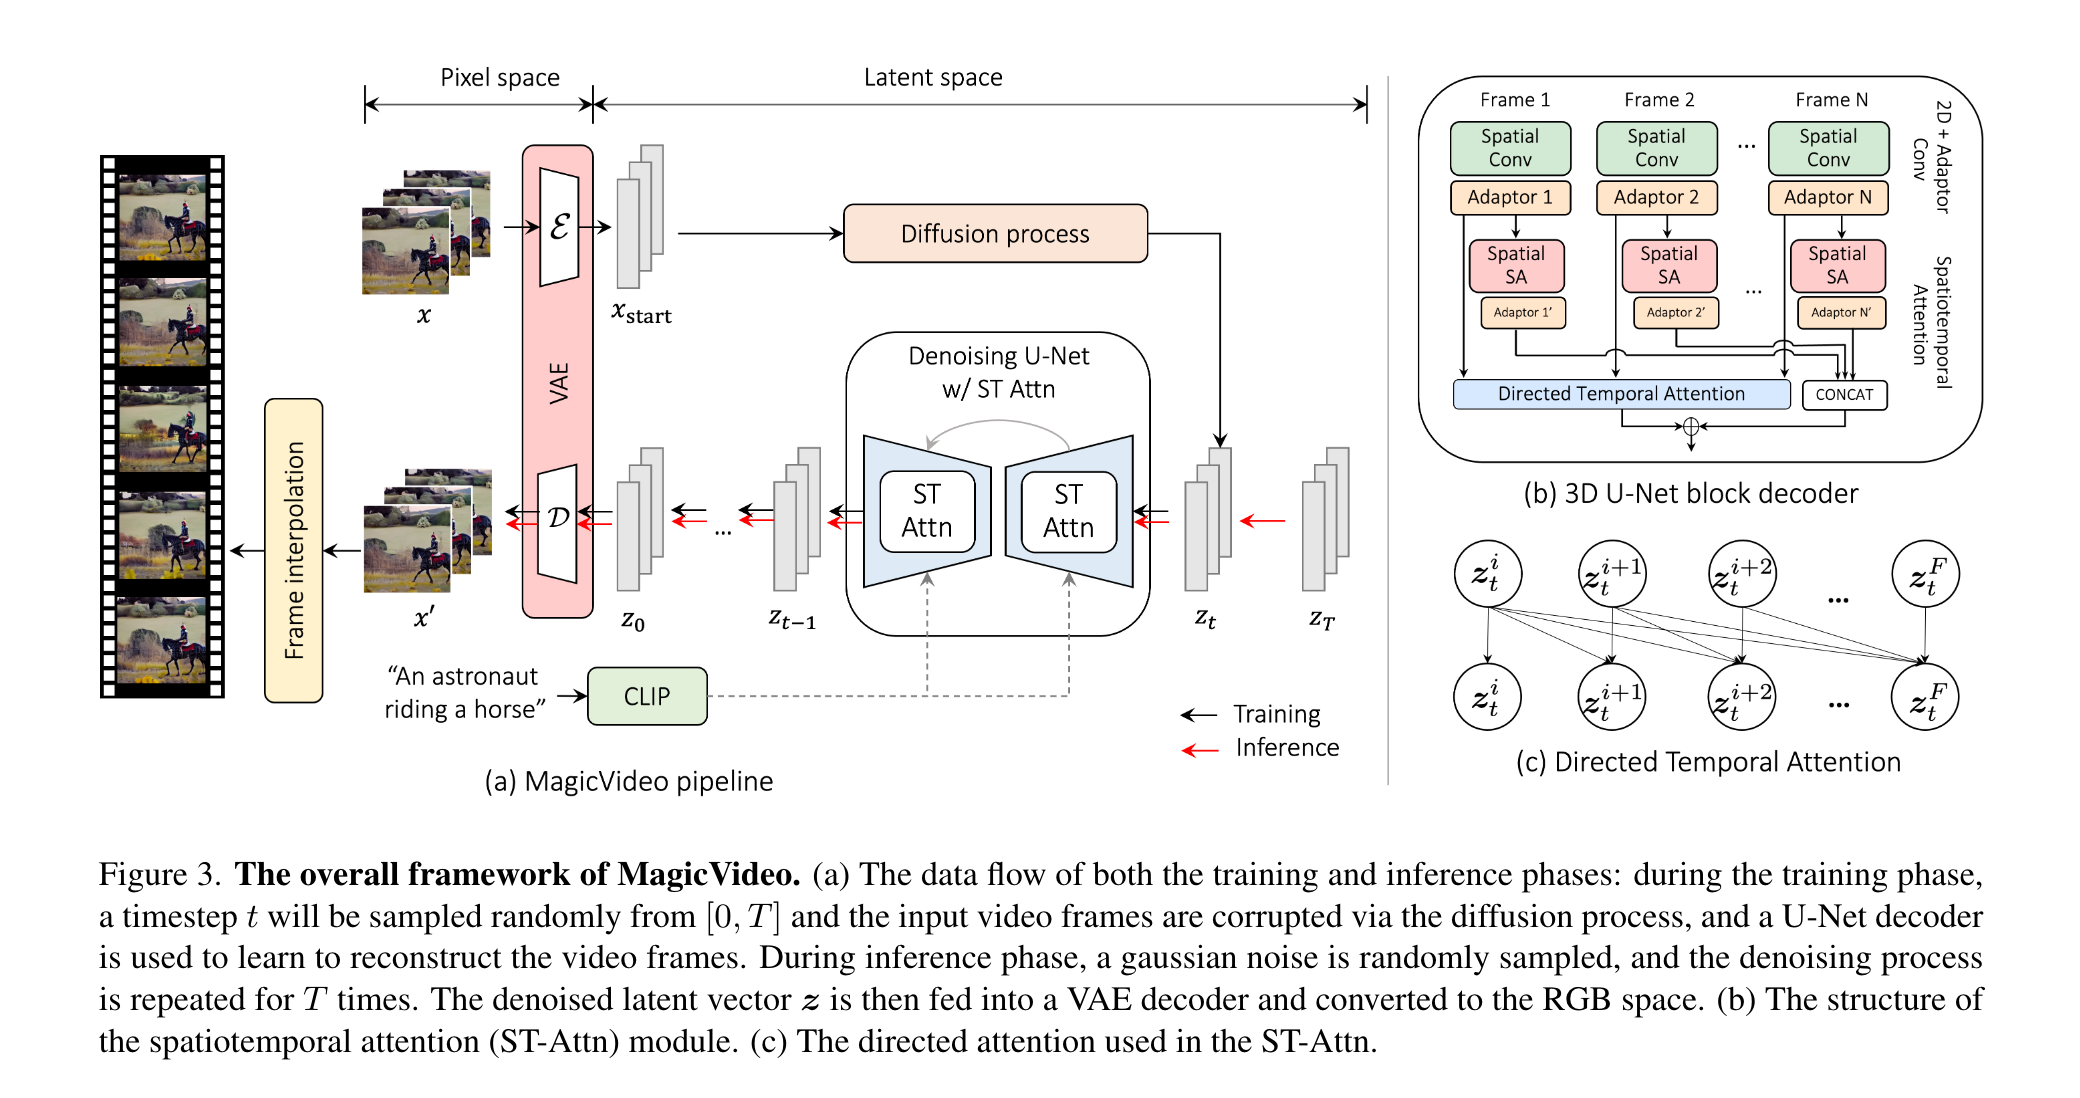 Pixel space
Latent space
ℰ
x
x_start
VAE
Diffusion process
Denoising U-Net
w/ ST Attn
ST
Attn
ST
Attn
𝒟
...
x′
z_0
z_{t−1}
z_t
z_T
Frame interpolation
“An astronaut
riding a horse”
CLIP
Training
Inference
(a) MagicVideo pipeline
Frame 1
Frame 2
Frame N
Spatial
Conv
Spatial
Conv
...
Spatial
Conv
Adaptor 1
Adaptor 2
Adaptor N
2D + Adaptor
Conv
Spatial
SA
Spatial
SA
...
Spatial
SA
Adaptor 1′
Adaptor 2′
Adaptor N′
Spatiotemporal
Attention
Directed Temporal Attention
CONCAT
(b) 3D U-Net block decoder
z_t^i
z_t^{i+1}
z_t^{i+2}
...
z_t^F
z_t^i
z_t^{i+1}
z_t^{i+2}
...
z_t^F
(c) Directed Temporal Attention
Figure 3. The overall framework of MagicVideo. (a) The data flow of both the training and inference phases: during the training phase,
a timestep t will be sampled randomly from [0, T] and the input video frames are corrupted via the diffusion process, and a U-Net decoder
is used to learn to reconstruct the video frames. During inference phase, a gaussian noise is randomly sampled, and the denoising process
is repeated for T times. The denoised latent vector z is then fed into a VAE decoder and converted to the RGB space. (b) The structure of
the spatiotemporal attention (ST-Attn) module. (c) The directed attention used in the ST-Attn.